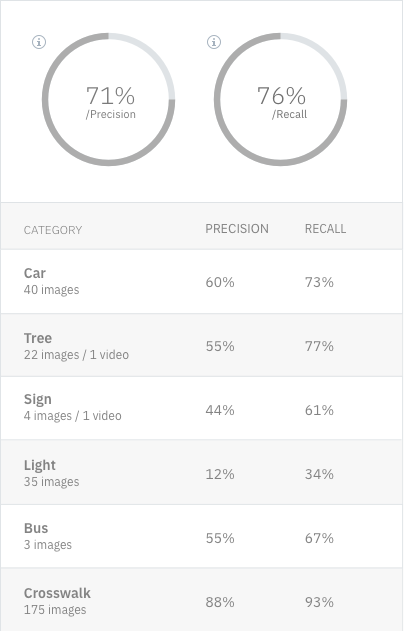 71%
/Precision
76%
/Recall
CATEGORY PRECISION RECALL
Car
40 images
60% 73%
Tree
22 images / 1 video
55% 77%
Sign
4 images / 1 video
44% 61%
Light
35 images
12% 34%
Bus
3 images
55% 67%
Crosswalk
175 images
88% 93%